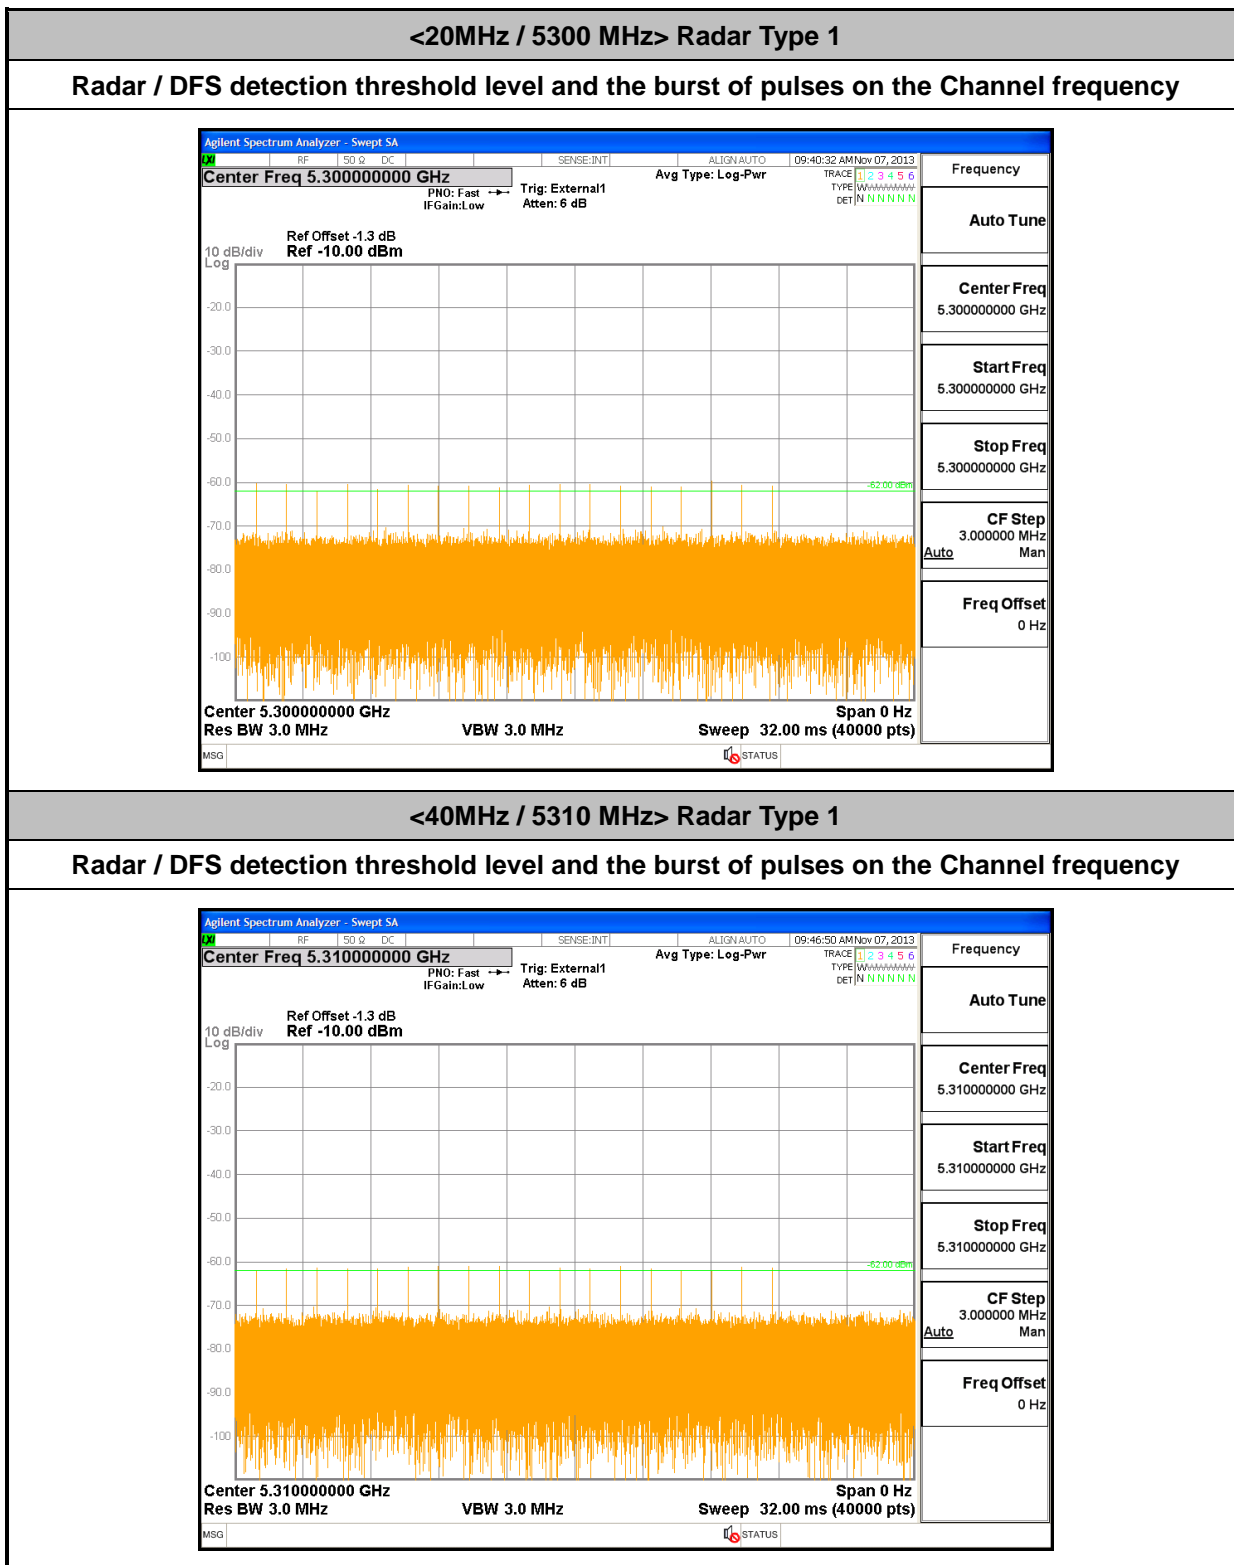 <20MHz / 5300 MHz> Radar Type 1
Radar / DFS detection threshold level and the burst of pulses on the Channel frequency
Agilent Spectrum Analyzer - Swept SA
LXI RF 50 Ω DC SENSE:INT ALIGN AUTO 09:40:32 AM Nov 07, 2013
Center Freq 5.300000000 GHz
PNO: Fast
IFGain:Low
Trig: External1
Atten: 6 dB
Avg Type: Log-Pwr
TRACE 1 2 3 4 5 6
TYPE
DET N N N N N N
Ref Offset -1.3 dB
10 dB/div Ref -10.00 dBm
Log
-20.0
-30.0
-40.0
-50.0
-60.0
-62.00 dBm
-70.0
-80.0
-90.0
-100
Center 5.300000000 GHz Span 0 Hz
Res BW 3.0 MHz VBW 3.0 MHz Sweep 32.00 ms (40000 pts)
MSG STATUS
Frequency
Auto Tune
Center Freq
5.300000000 GHz
Start Freq
5.300000000 GHz
Stop Freq
5.300000000 GHz
CF Step
3.000000 MHz
Auto Man
Freq Offset
0 Hz
<40MHz / 5310 MHz> Radar Type 1
Radar / DFS detection threshold level and the burst of pulses on the Channel frequency
Agilent Spectrum Analyzer - Swept SA
LXI RF 50 Ω DC SENSE:INT ALIGN AUTO 09:46:50 AM Nov 07, 2013
Center Freq 5.310000000 GHz
PNO: Fast
IFGain:Low
Trig: External1
Atten: 6 dB
Avg Type: Log-Pwr
TRACE 1 2 3 4 5 6
TYPE
DET N N N N N N
Ref Offset -1.3 dB
10 dB/div Ref -10.00 dBm
Log
-20.0
-30.0
-40.0
-50.0
-60.0
-62.00 dBm
-70.0
-80.0
-90.0
-100
Center 5.310000000 GHz Span 0 Hz
Res BW 3.0 MHz VBW 3.0 MHz Sweep 32.00 ms (40000 pts)
MSG STATUS
Frequency
Auto Tune
Center Freq
5.310000000 GHz
Start Freq
5.310000000 GHz
Stop Freq
5.310000000 GHz
CF Step
3.000000 MHz
Auto Man
Freq Offset
0 Hz